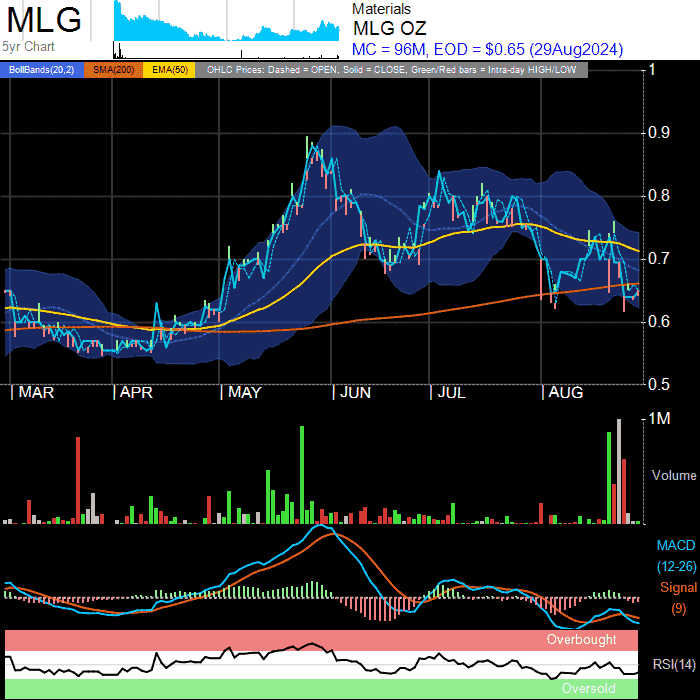 MLG
5yr Chart
Materials
MLG OZ
MC = 96M, EOD = $0.65 (29Aug2024)
BollBands(20,2) SMA(200) EMA(50) OHLC Prices: Dashed = OPEN, Solid = CLOSE, Green/Red bars = Intra-day HIGH/LOW
1
0.9
0.8
0.7
0.6
0.5
MAR APR MAY JUN JUL AUG
1M
Volume
MACD
(12-26)
Signal
(9)
Overbought
RSI(14)
Oversold